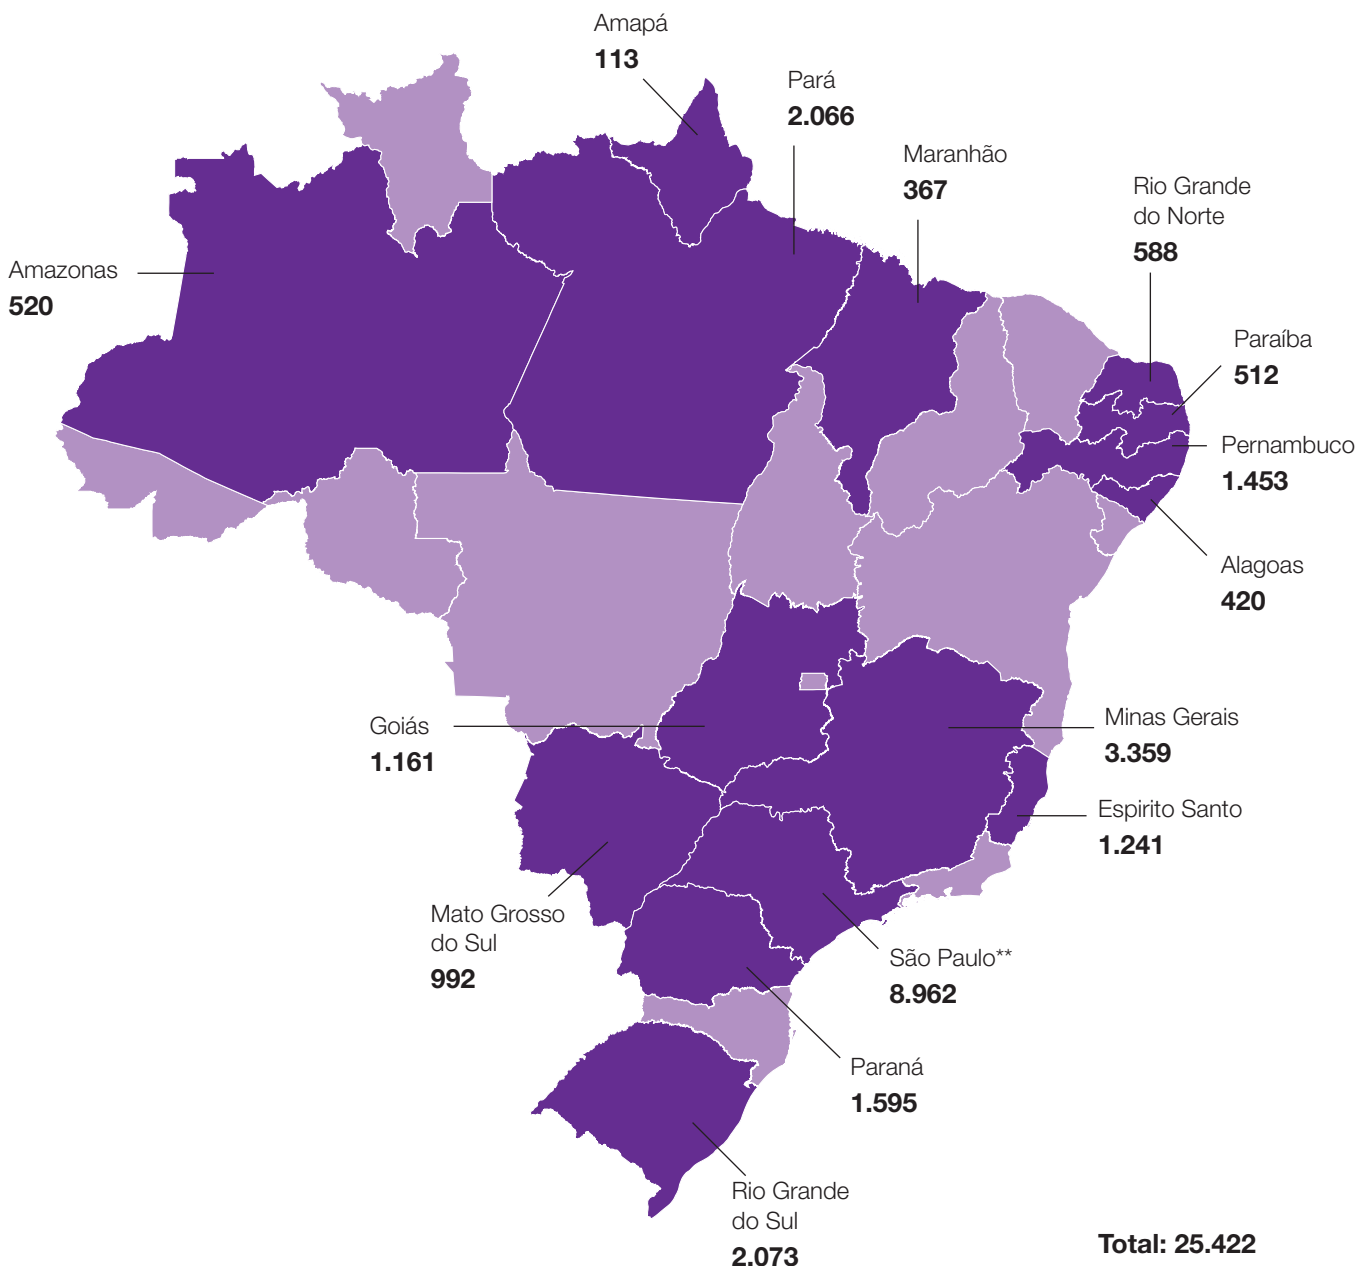 Amapá
113
Pará
2.066
Maranhão
367
Rio Grande
do Norte
588
Amazonas
520
Paraíba
512
Pernambuco
1.453
Alagoas
420
Goiás
1.161
Minas Gerais
3.359
Espirito Santo
1.241
Mato Grosso
do Sul
992
São Paulo**
8.962
Paraná
1.595
Rio Grande
do Sul
2.073
Total: 25.422